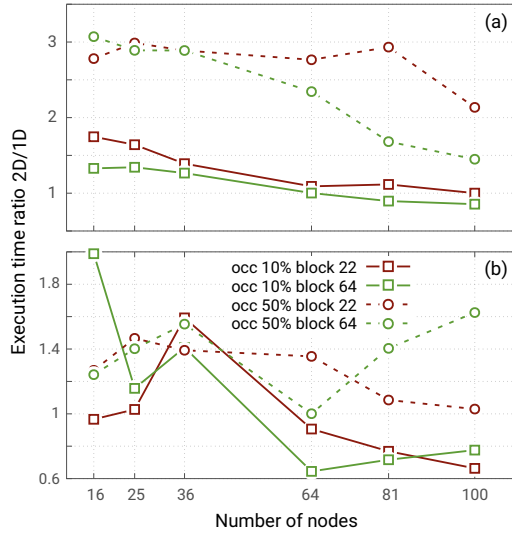 (a)
3
2
1
Execution time ratio 2D/1D
(b)
1.8
1.4
1
0.6
occ 10% block 22
occ 10% block 64
occ 50% block 22
occ 50% block 64
16 25 36 64 81 100
Number of nodes